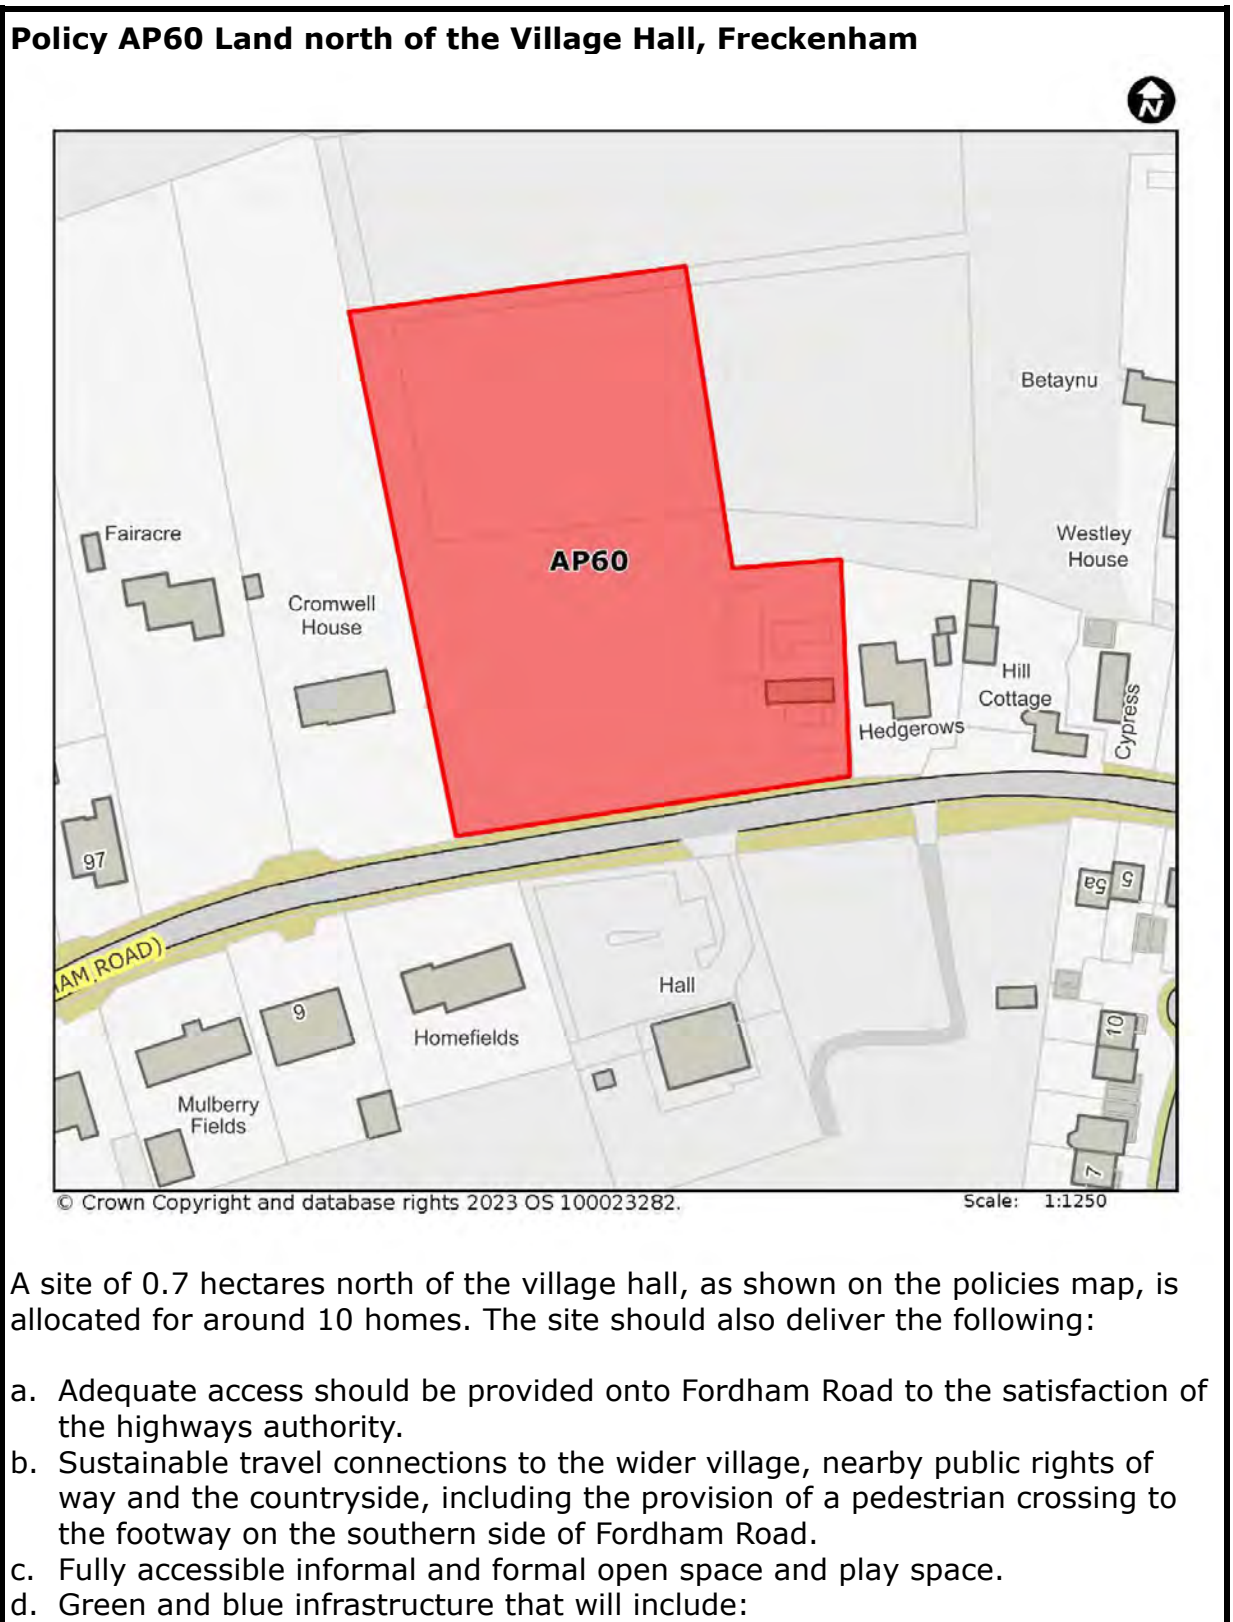 Policy AP60 Land north of the Village Hall, Freckenham
N
Betaynu
Fairacre
AP60
Westley
House
Cromwell
House
Hill
Cottage
Cypress
Hedgerows
97
5a
5
HAM ROAD)
Hall
9
Homefields
10
Mulberry
Fields
7
© Crown Copyright and database rights 2023 OS 100023282.
Scale: 1:1250
A site of 0.7 hectares north of the village hall, as shown on the policies map, is
allocated for around 10 homes. The site should also deliver the following:
a. Adequate access should be provided onto Fordham Road to the satisfaction of
the highways authority.
b. Sustainable travel connections to the wider village, nearby public rights of
way and the countryside, including the provision of a pedestrian crossing to
the footway on the southern side of Fordham Road.
c. Fully accessible informal and formal open space and play space.
d. Green and blue infrastructure that will include: